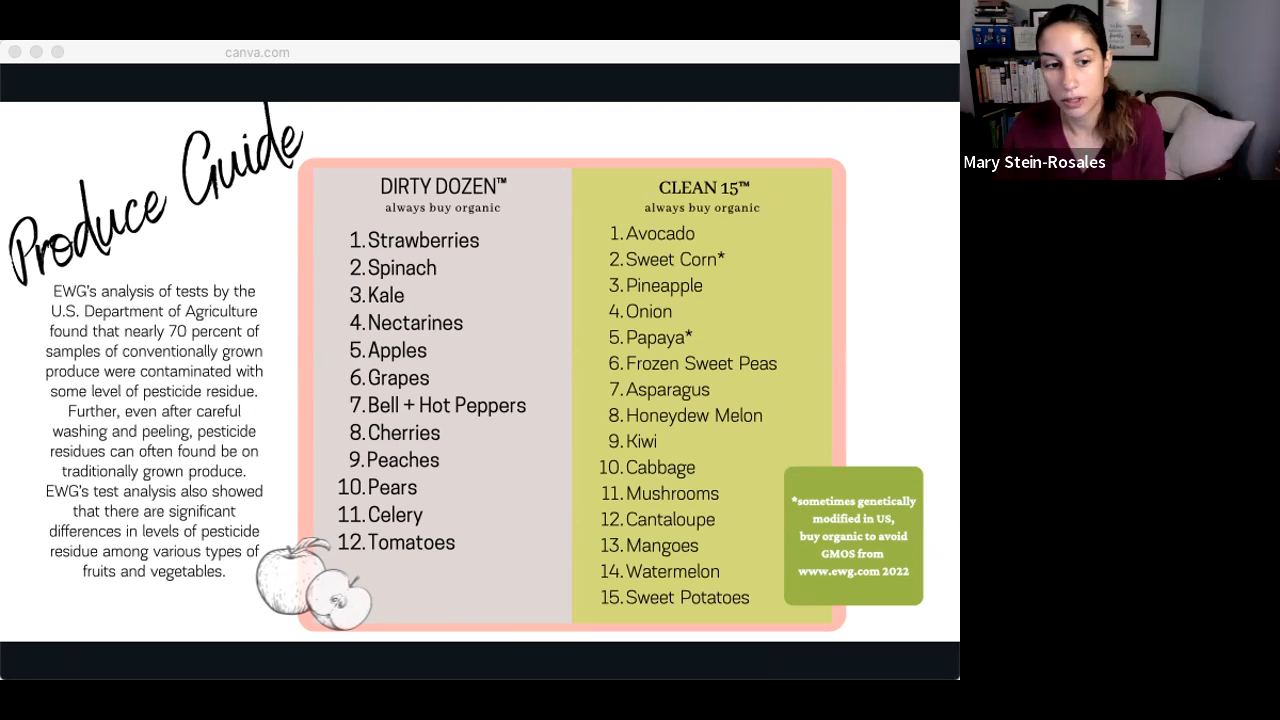 canva.com
Produce Guide
EWG's analysis of tests by the
U.S. Department of Agriculture
found that nearly 70 percent of
samples of conventionally grown
produce were contaminated with
some level of pesticide residue.
Further, even after careful
washing and peeling, pesticide
residues can often found be on
traditionally grown produce.
EWG's test analysis also showed
that there are significant
differences in levels of pesticide
residue among various types of
fruits and vegetables.
DIRTY DOZEN™
always buy organic
1. Strawberries
2. Spinach
3. Kale
4. Nectarines
5. Apples
6. Grapes
7. Bell + Hot Peppers
8. Cherries
9. Peaches
10. Pears
11. Celery
12. Tomatoes
CLEAN 15™
always buy organic
1. Avocado
2. Sweet Corn*
3. Pineapple
4. Onion
5. Papaya*
6. Frozen Sweet Peas
7. Asparagus
8. Honeydew Melon
9. Kiwi
10. Cabbage
11. Mushrooms
12. Cantaloupe
13. Mangoes
14. Watermelon
15. Sweet Potatoes
*sometimes genetically
modified in US,
buy organic to avoid
GMOS from
www.ewg.com 2022
Mary Stein-Rosales